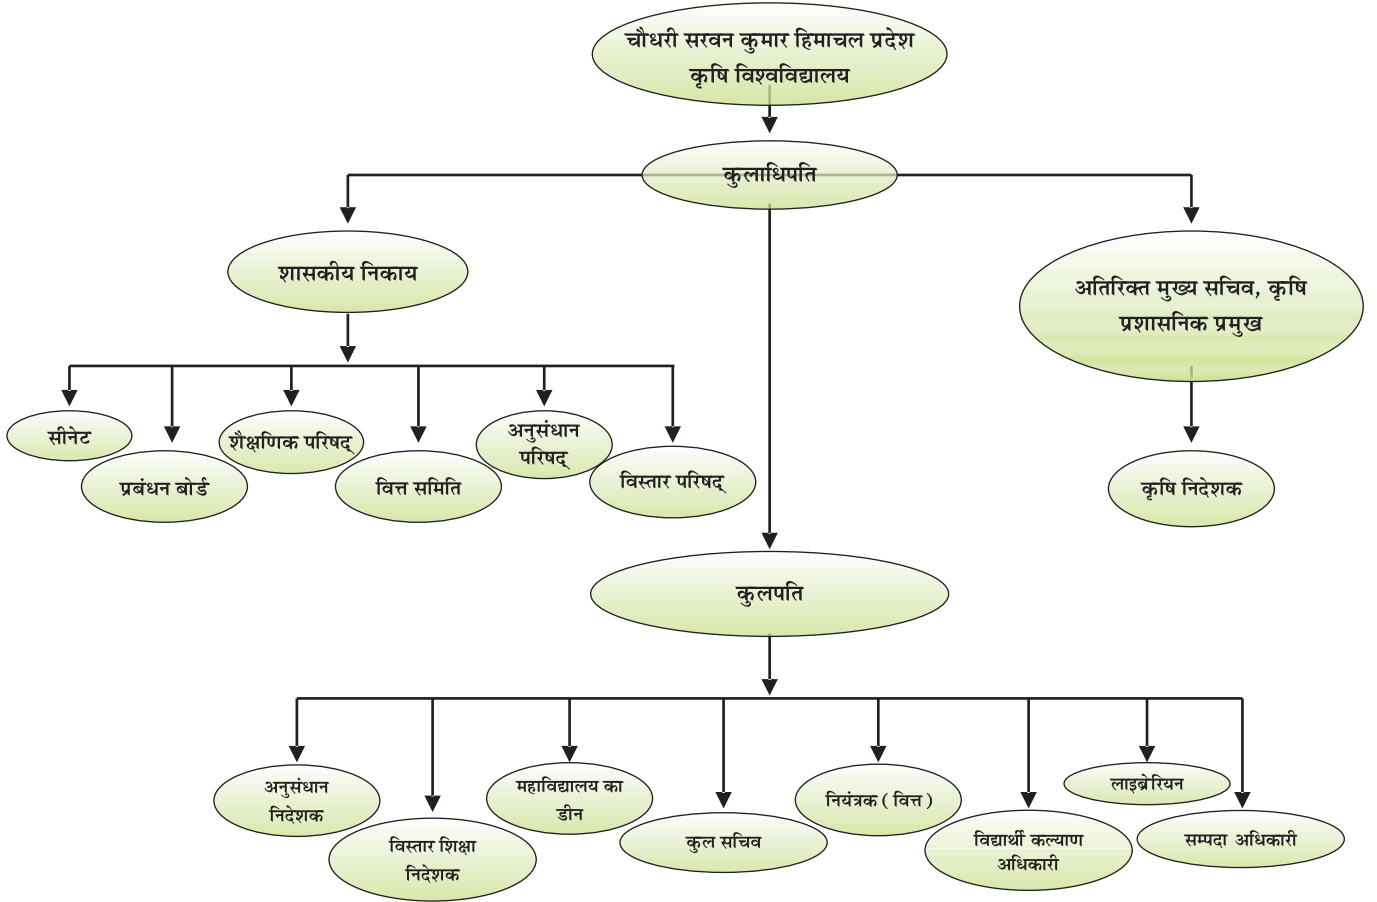 चौधरी सरवन कुमार हिमाचल प्रदेश
कृषि विश्वविद्यालय
कुलाधिपति
शासकीय निकाय
अतिरिक्त मुख्य सचिव, कृषि
प्रशासनिक प्रमुख
सीनेट
प्रबंधन बोर्ड
शैक्षणिक परिषद्
वित्त समिति
अनुसंधान
परिषद्
विस्तार परिषद्
कृषि निदेशक
कुलपति
अनुसंधान
निदेशक
विस्तार शिक्षा
निदेशक
महाविद्यालय का
डीन
कुल सचिव
नियंत्रक ( वित्त )
विद्यार्थी कल्याण
अधिकारी
लाइब्रेरियन
सम्पदा अधिकारी